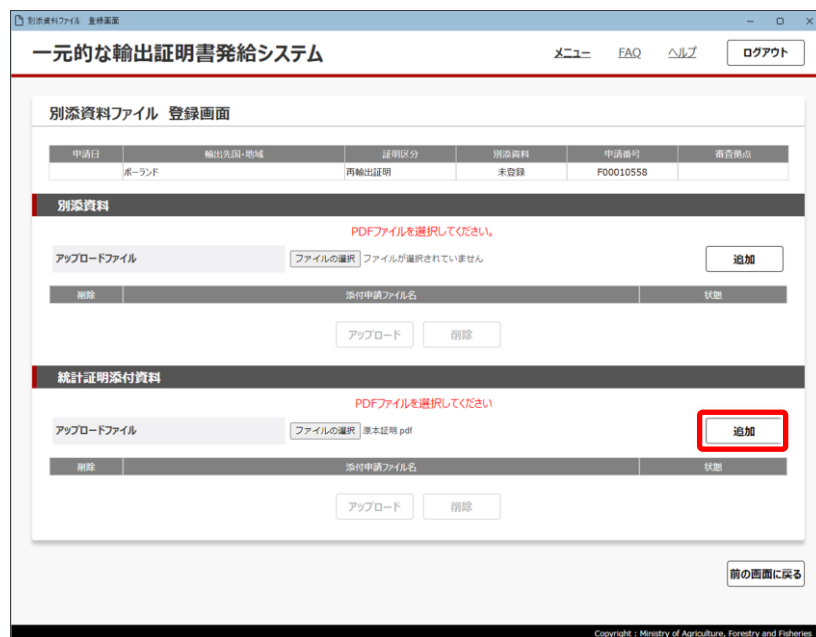 別添資料ファイル 登録画面
一元的な輸出証明書発給システム
メニュー FAQ ヘルプ ログアウト
別添資料ファイル 登録画面
申請日 輸出先国・地域 証明区分 別添資料 申請番号 審査拠点
ポーランド 再輸出証明 未登録 F00010558
別添資料
PDFファイルを選択してください。
アップロードファイル ファイルの選択 ファイルが選択されていません 追加
削除 添付申請ファイル名 状態
アップロード 削除
統計証明添付資料
PDFファイルを選択してください
アップロードファイル ファイルの選択 原本証明.pdf 追加
削除 添付申請ファイル名 状態
アップロード 削除
前の画面に戻る
Copyright : Ministry of Agriculture, Forestry and Fisheries